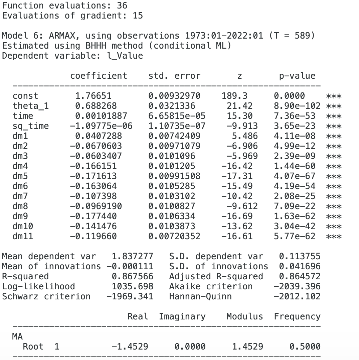 Function evaluations: 36
Evaluations of gradient: 15
Model 6: ARMAX, using observations 1973:01-2022:01 (T = 589)
Estimated using BHHH method (conditional ML)
Dependent variable: l_Value
coefficient std. error z p-value
const 1.76651 0.00932970 189.3 0.0000 ***
theta_1 0.688268 0.0321336 21.42 8.90e-102 ***
time 0.00101887 6.65815e-05 15.30 7.36e-53 ***
sq_time -1.09775e-06 1.10735e-07 -9.913 3.65e-23 ***
dm1 0.0407288 0.00742409 5.486 4.11e-08 ***
dm2 -0.0670603 0.00971079 -6.906 4.99e-12 ***
dm3 -0.0603407 0.0101096 -5.969 2.39e-09 ***
dm4 -0.166151 0.0101205 -16.42 1.44e-60 ***
dm5 -0.171613 0.00991508 -17.31 4.07e-67 ***
dm6 -0.163064 0.0105285 -15.49 4.19e-54 ***
dm7 -0.107398 0.0103102 -10.42 2.08e-25 ***
dm8 -0.0969190 0.0100827 -9.612 7.09e-22 ***
dm9 -0.177440 0.0106334 -16.69 1.63e-62 ***
dm10 -0.141476 0.0103873 -13.62 3.04e-42 ***
dm11 -0.119660 0.00720352 -16.61 5.77e-62 ***
Mean dependent var 1.837277 S.D. dependent var 0.113755
Mean of innovations -0.000111 S.D. of innovations 0.041696
R-squared 0.867566 Adjusted R-squared 0.864572
Log-likelihood 1035.698 Akaike criterion -2039.396
Schwarz criterion -1969.341 Hannan-Quinn -2012.102
Real Imaginary Modulus Frequency
MA
Root 1 -1.4529 0.0000 1.4529 0.5000